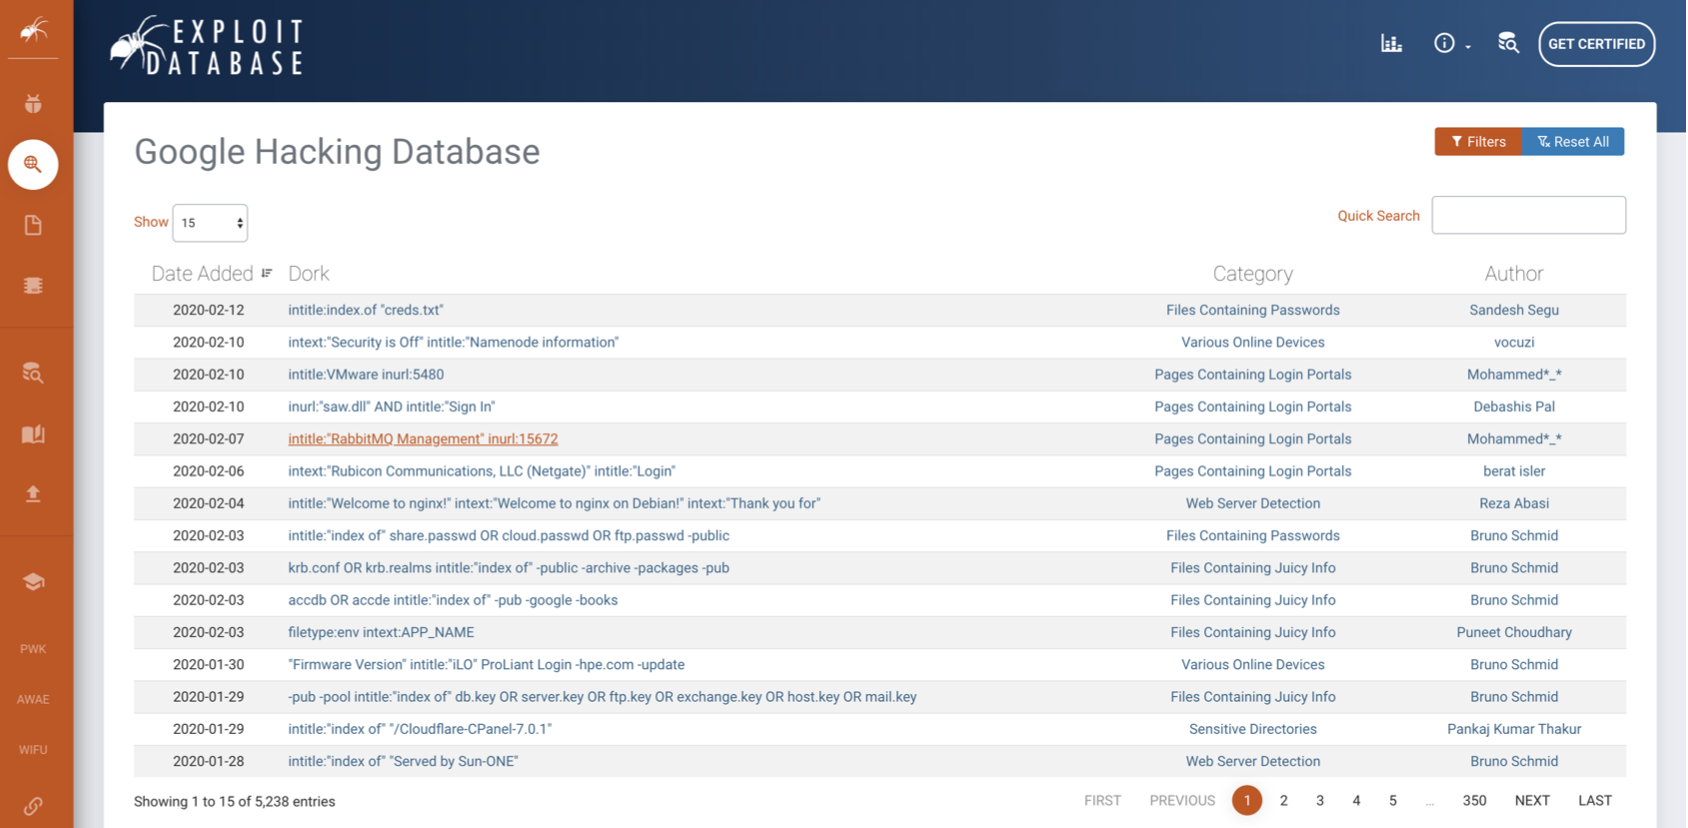 EXPLOIT
DATABASE
GET CERTIFIED
Google Hacking Database
Filters
Reset All
Show 15
Quick Search
Date Added Dork Category Author
2020-02-12 intitle:index.of "creds.txt" Files Containing Passwords Sandesh Segu
2020-02-10 intext:"Security is Off" intitle:"Namenode information" Various Online Devices vocuzi
2020-02-10 intitle:VMware inurl:5480 Pages Containing Login Portals Mohammed*_*
2020-02-10 inurl:"saw.dll" AND intitle:"Sign In" Pages Containing Login Portals Debashis Pal
2020-02-07 intitle:"RabbitMQ Management" inurl:15672 Pages Containing Login Portals Mohammed*_*
2020-02-06 intext:"Rubicon Communications, LLC (Netgate)" intitle:"Login" Pages Containing Login Portals berat isler
2020-02-04 intitle:"Welcome to nginx!" intext:"Welcome to nginx on Debian!" intext:"Thank you for" Web Server Detection Reza Abasi
2020-02-03 intitle:"index of" share.passwd OR cloud.passwd OR ftp.passwd -public Files Containing Passwords Bruno Schmid
2020-02-03 krb.conf OR krb.realms intitle:"index of" -public -archive -packages -pub Files Containing Juicy Info Bruno Schmid
2020-02-03 accdb OR accde intitle:"index of" -pub -google -books Files Containing Juicy Info Bruno Schmid
2020-02-03 filetype:env intext:APP_NAME Files Containing Juicy Info Puneet Choudhary
2020-01-30 "Firmware Version" intitle:"iLO" ProLiant Login -hpe.com -update Various Online Devices Bruno Schmid
2020-01-29 -pub -pool intitle:"index of" db.key OR server.key OR ftp.key OR exchange.key OR host.key OR mail.key Files Containing Juicy Info Bruno Schmid
2020-01-29 intitle:"index of" "/Cloudflare-CPanel-7.0.1" Sensitive Directories Pankaj Kumar Thakur
2020-01-28 intitle:"index of" "Served by Sun-ONE" Web Server Detection Bruno Schmid
Showing 1 to 15 of 5,238 entries FIRST PREVIOUS 1 2 3 4 5 … 350 NEXT LAST
PWK
AWAE
WIFU